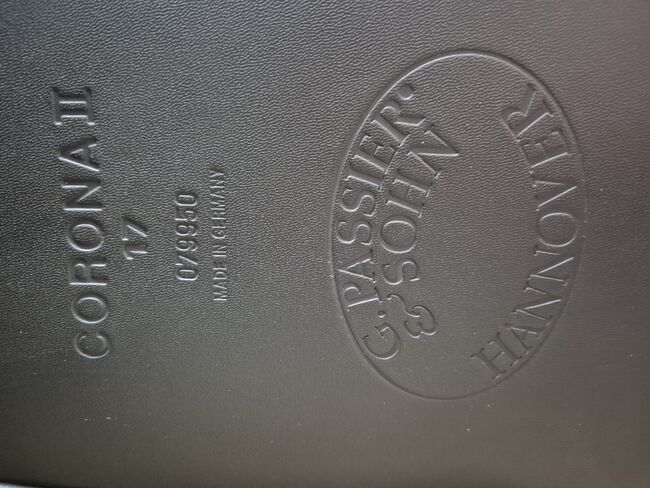 G. PASSIER.
& SOHN
HANNOVER
CORONA II
17
079950
MADE IN GERMANY